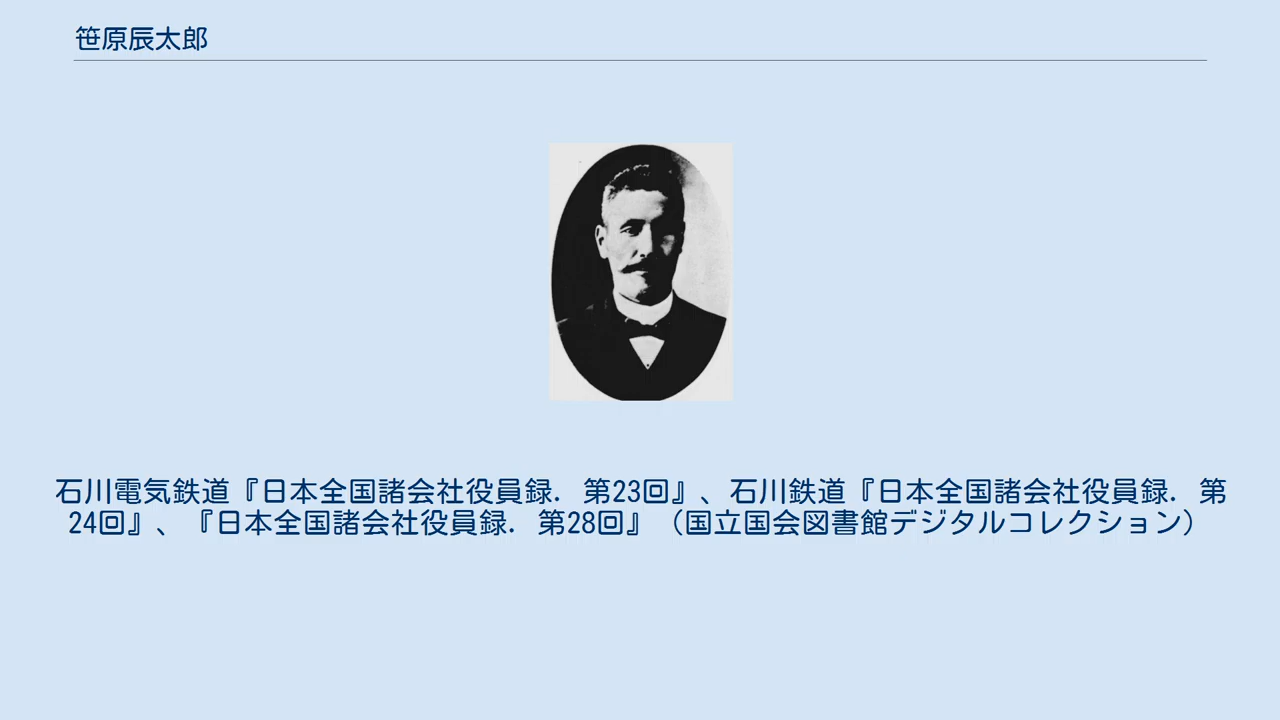 笹原辰太郎
石川電気鉄道『日本全国諸会社役員録. 第23回』、石川鉄道『日本全国諸会社役員録. 第
24回』、『日本全国諸会社役員録. 第28回』（国立国会図書館デジタルコレクション）